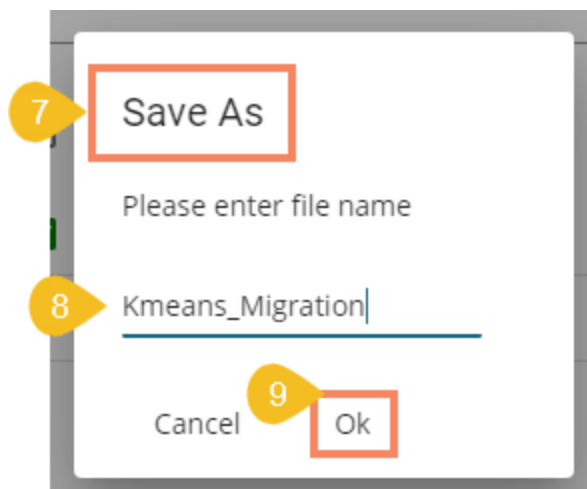 7
Save As
Please enter file name
8
Kmeans_Migration
9
Cancel
Ok